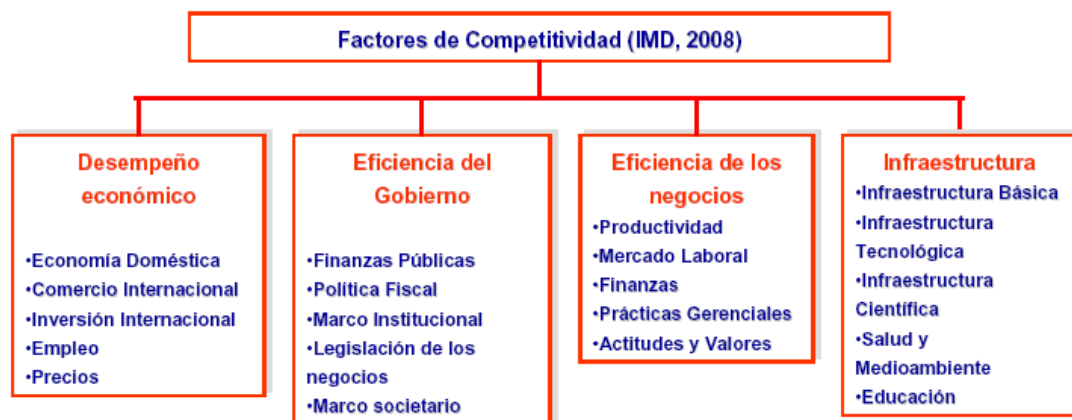 Factores de Competitividad (IMD, 2008)
Desempeño
económico
•Economía Doméstica
•Comercio Internacional
•Inversión Internacional
•Empleo
•Precios
Eficiencia del
Gobierno
•Finanzas Públicas
•Política Fiscal
•Marco Institucional
•Legislación de los
negocios
•Marco societario
Eficiencia de los
negocios
•Productividad
•Mercado Laboral
•Finanzas
•Prácticas Gerenciales
•Actitudes y Valores
Infraestructura
•Infraestructura Básica
•Infraestructura
Tecnológica
•Infraestructura
Científica
•Salud y
Medioambiente
•Educación